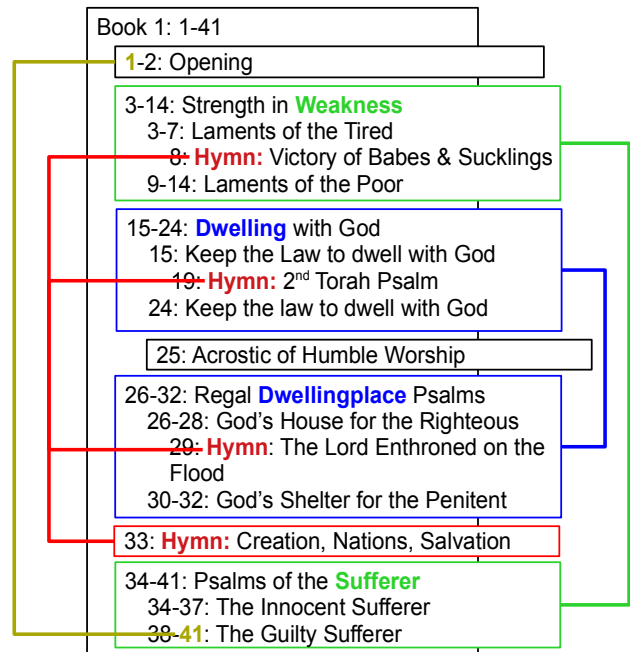 Book 1: 1-41
1-2: Opening
3-14: Strength in Weakness
3-7: Laments of the Tired
8: Hymn: Victory of Babes & Sucklings
9-14: Laments of the Poor
15-24: Dwelling with God
15: Keep the Law to dwell with God
19: Hymn: 2nd Torah Psalm
24: Keep the law to dwell with God
25: Acrostic of Humble Worship
26-32: Regal Dwellingplace Psalms
26-28: God's House for the Righteous
29: Hymn: The Lord Enthroned on the
Flood
30-32: God's Shelter for the Penitent
33: Hymn: Creation, Nations, Salvation
34-41: Psalms of the Sufferer
34-37: The Innocent Sufferer
38-41: The Guilty Sufferer